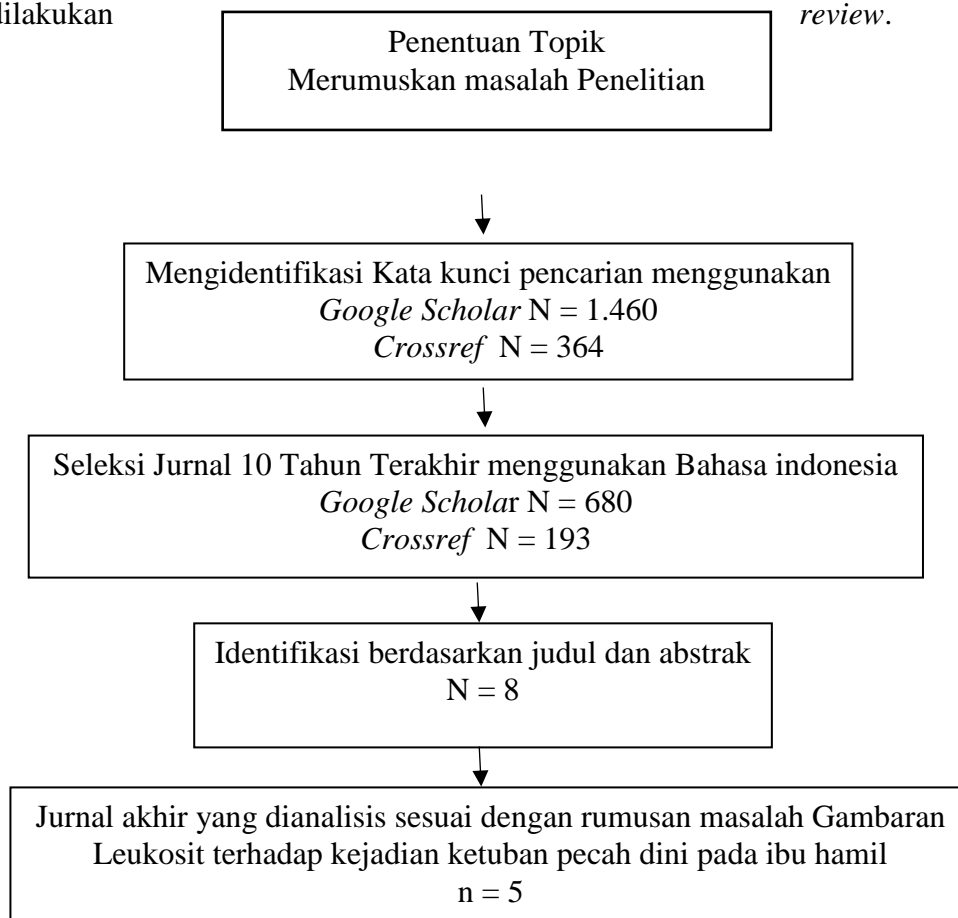 dilakukan
review.
Penentuan Topik
Merumuskan masalah Penelitian
Mengidentifikasi Kata kunci pencarian menggunakan
Google Scholar N = 1.460
Crossref N = 364
Seleksi Jurnal 10 Tahun Terakhir menggunakan Bahasa indonesia
Google Scholar N = 680
Crossref N = 193
Identifikasi berdasarkan judul dan abstrak
N = 8
Jurnal akhir yang dianalisis sesuai dengan rumusan masalah Gambaran
Leukosit terhadap kejadian ketuban pecah dini pada ibu hamil
n = 5